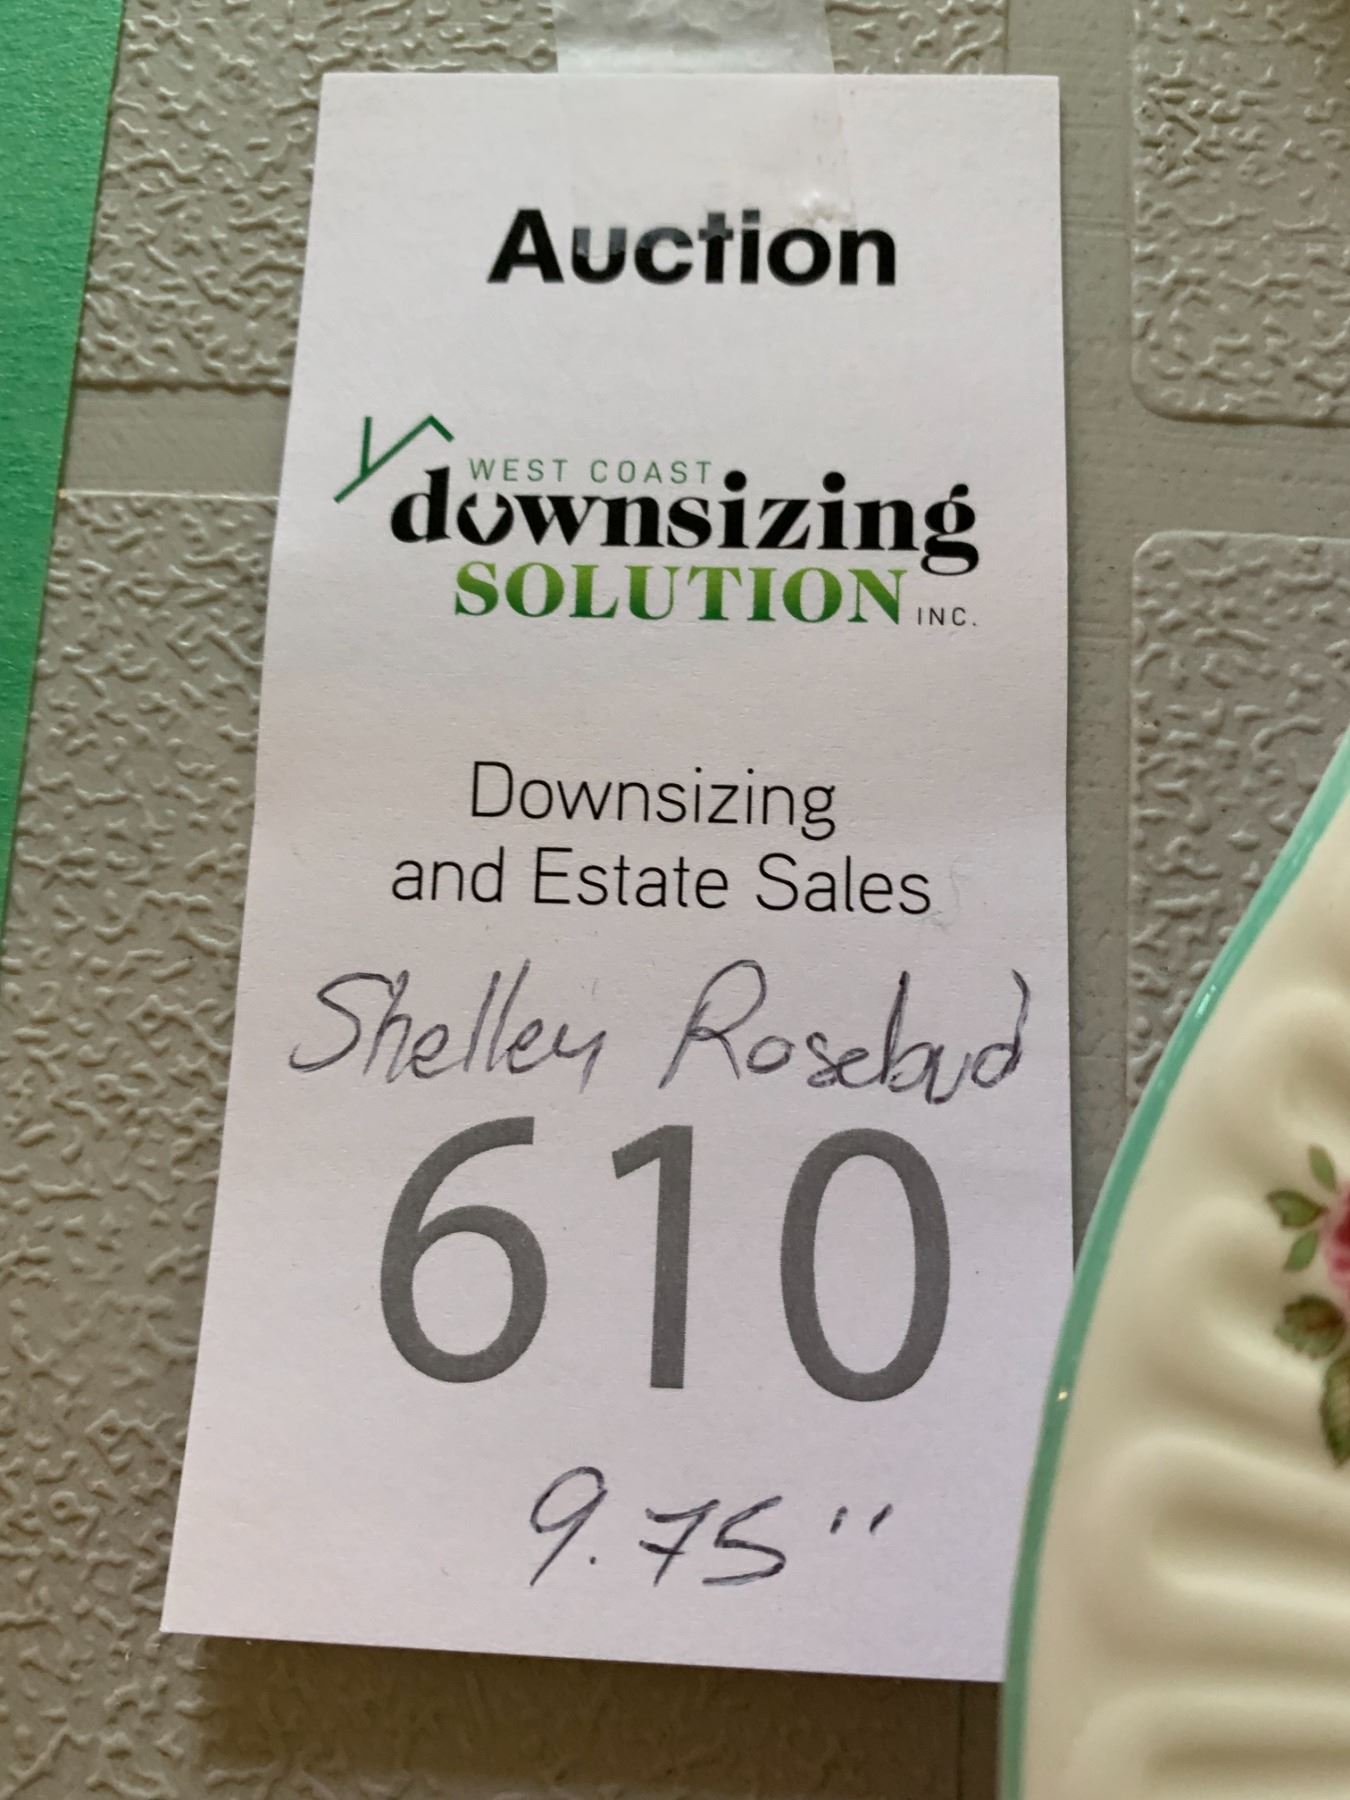 Auction
WEST COAST
downsizing
SOLUTION INC.
Downsizing
and Estate Sales
Shelley Rosebud
610
9.75"